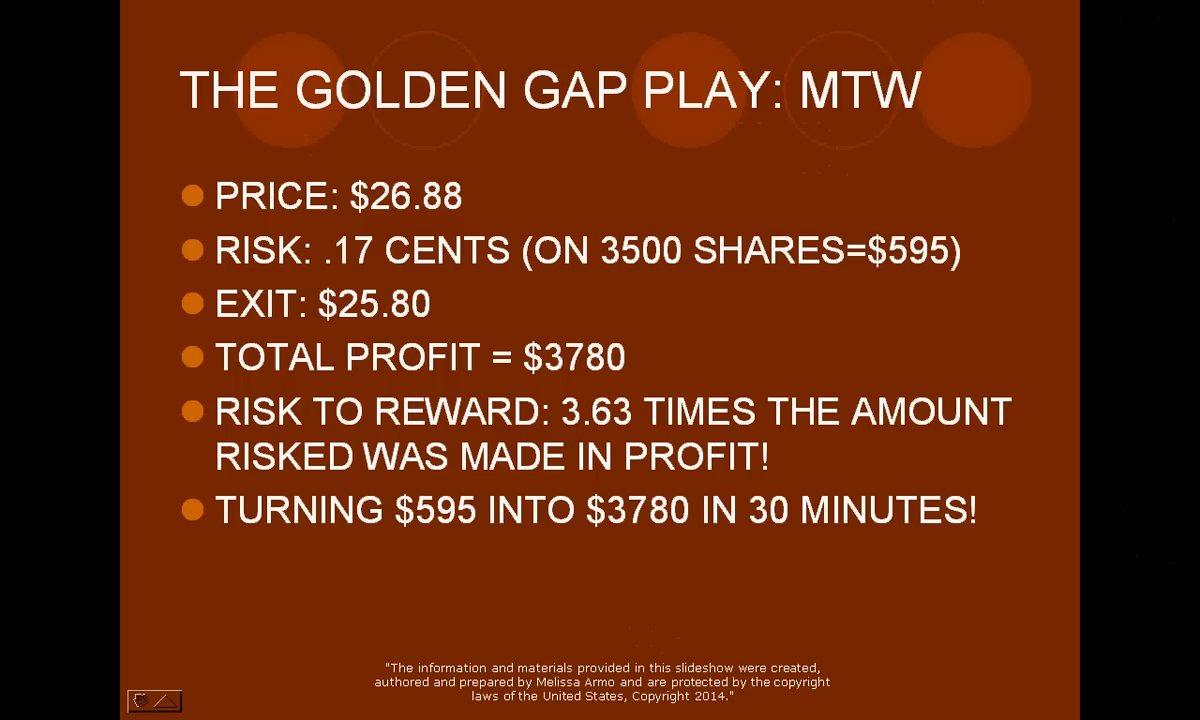 THE GOLDEN GAP PLAY: MTW
PRICE: $26.88
RISK: .17 CENTS (ON 3500 SHARES=$595)
EXIT: $25.80
TOTAL PROFIT = $3780
RISK TO REWARD: 3.63 TIMES THE AMOUNT
RISKED WAS MADE IN PROFIT!
TURNING $595 INTO $3780 IN 30 MINUTES!
"The information and materials provided in this slideshow were created,
authored and prepared by Melissa Armo and are protected by the copyright
laws of the United States, Copyright 2014."